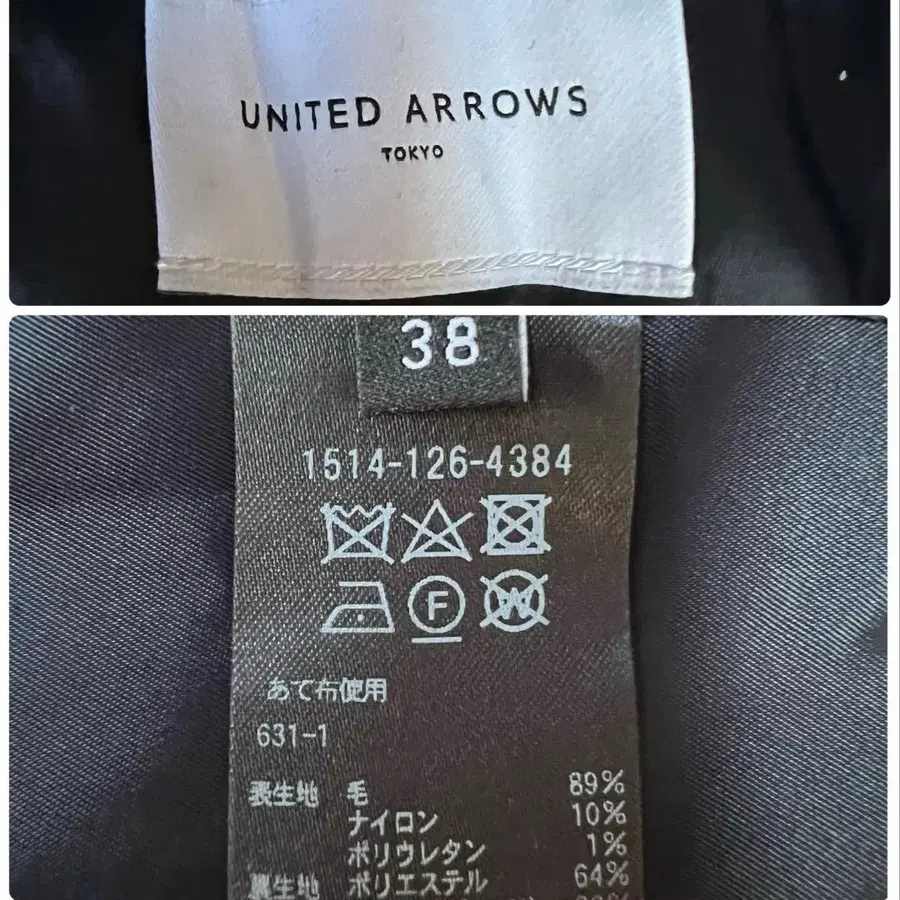 UNITED ARROWS
TOKYO
38
1514-126-4384
F
W
あて布使用
631-1
表生地 毛 89%
ナイロン 10%
ポリウレタン 1%
裏生地 ポリエステル 64%